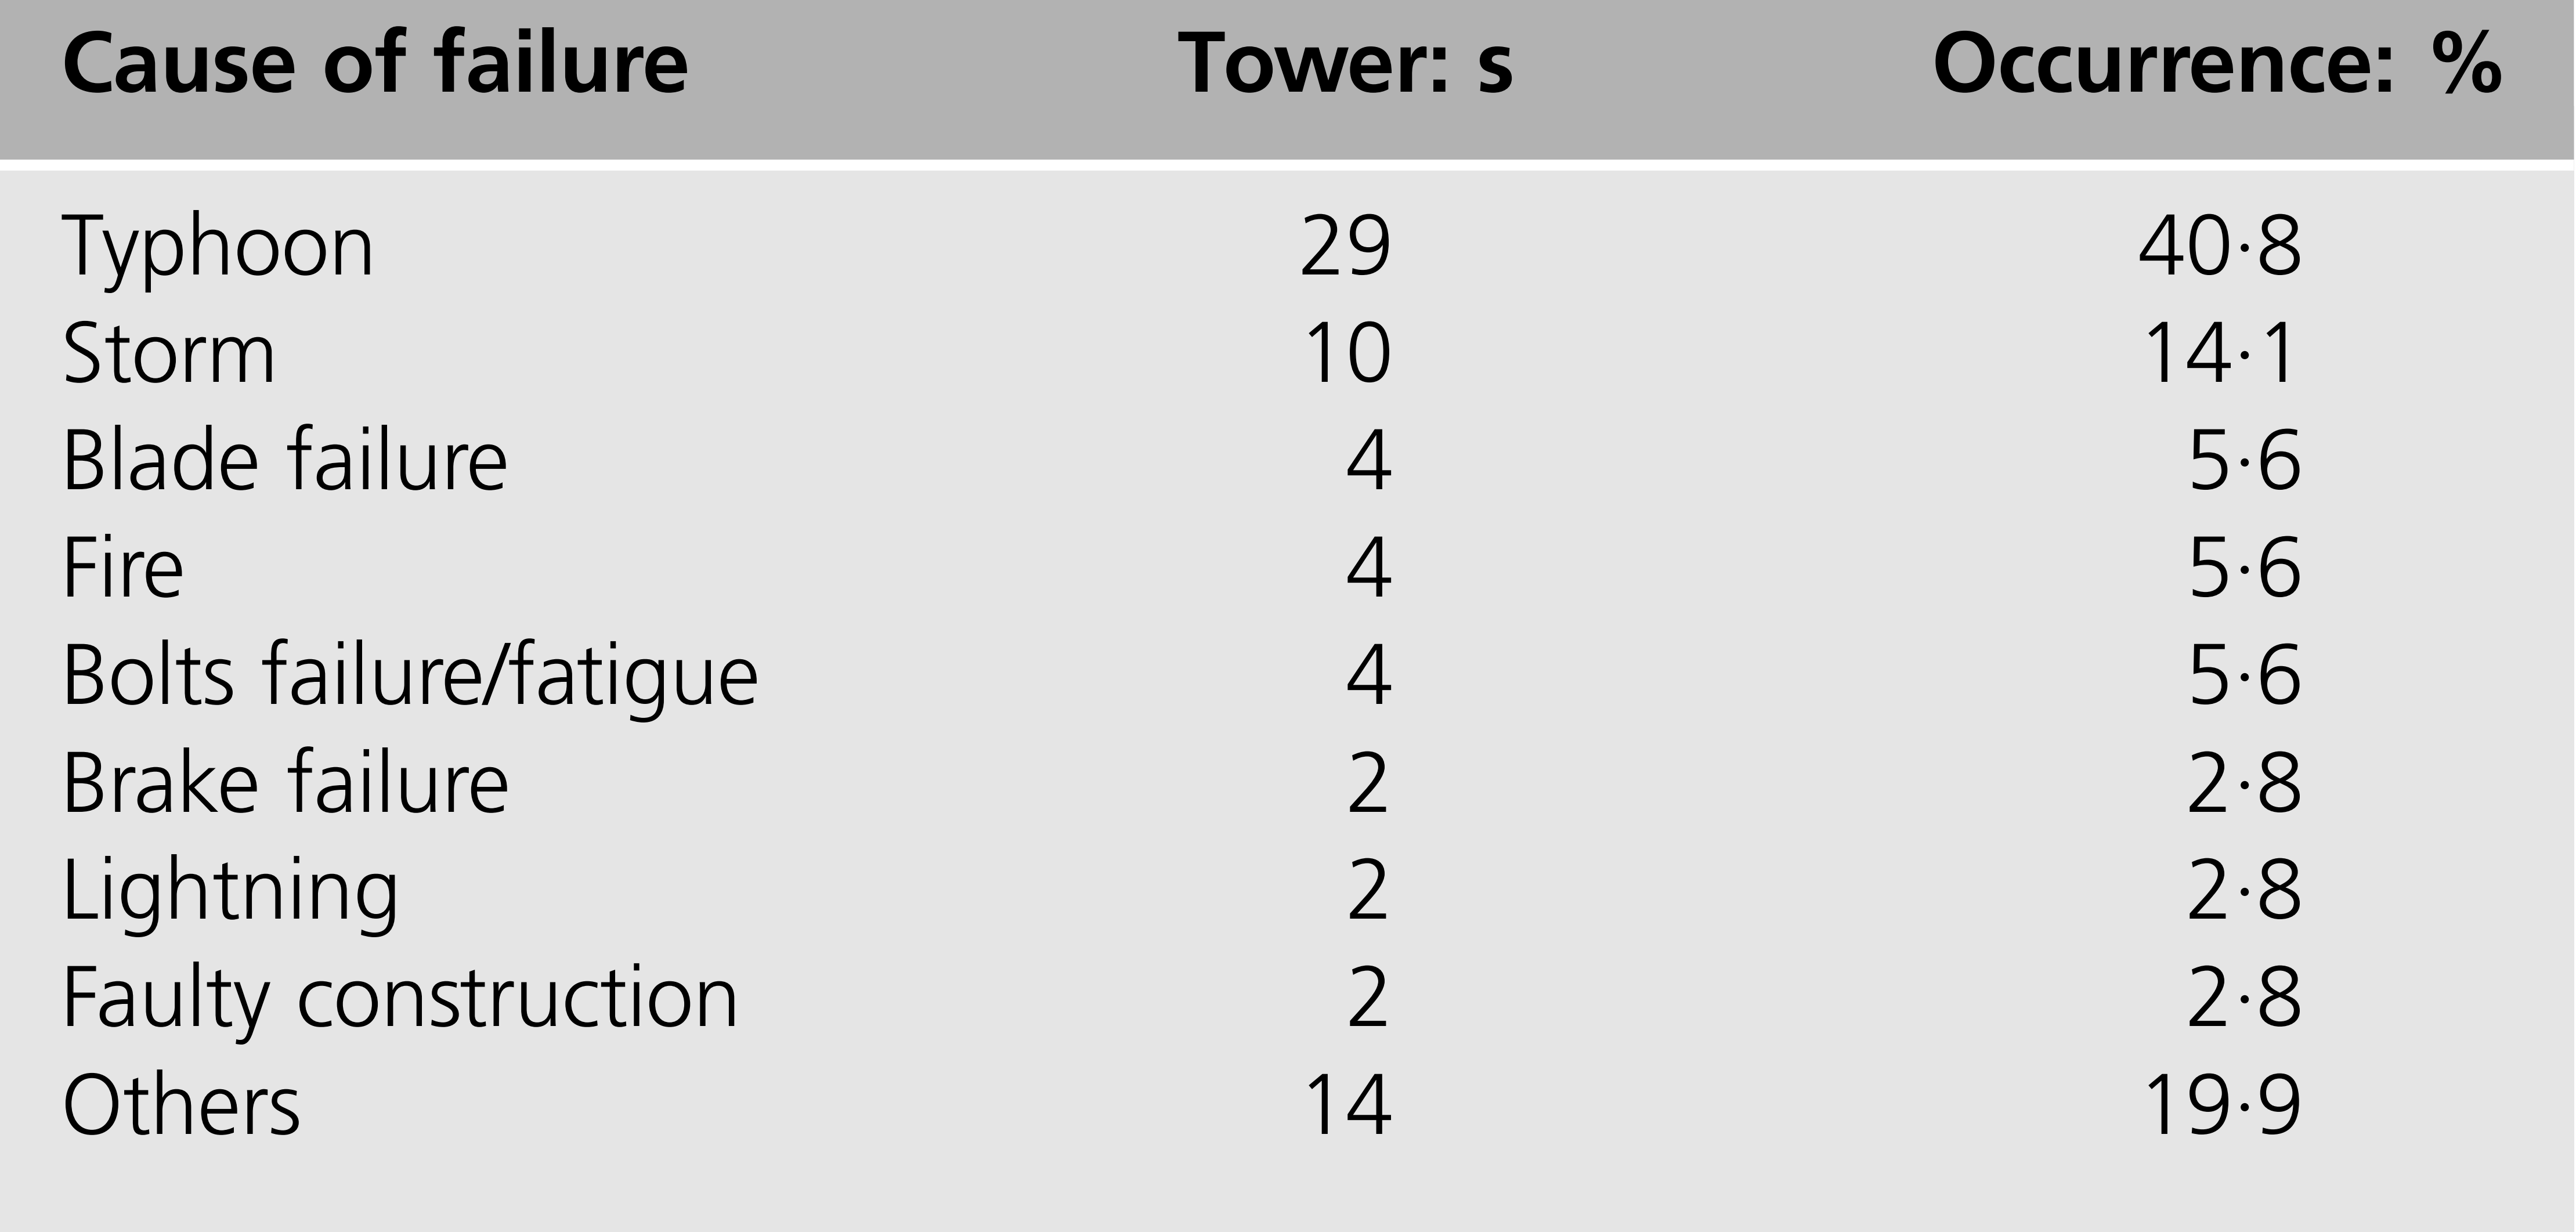 Cause of failure Tower: s Occurrence: %
Typhoon 29 40·8
Storm 10 14·1
Blade failure 4 5·6
Fire 4 5·6
Bolts failure/fatigue 4 5·6
Brake failure 2 2·8
Lightning 2 2·8
Faulty construction 2 2·8
Others 14 19·9